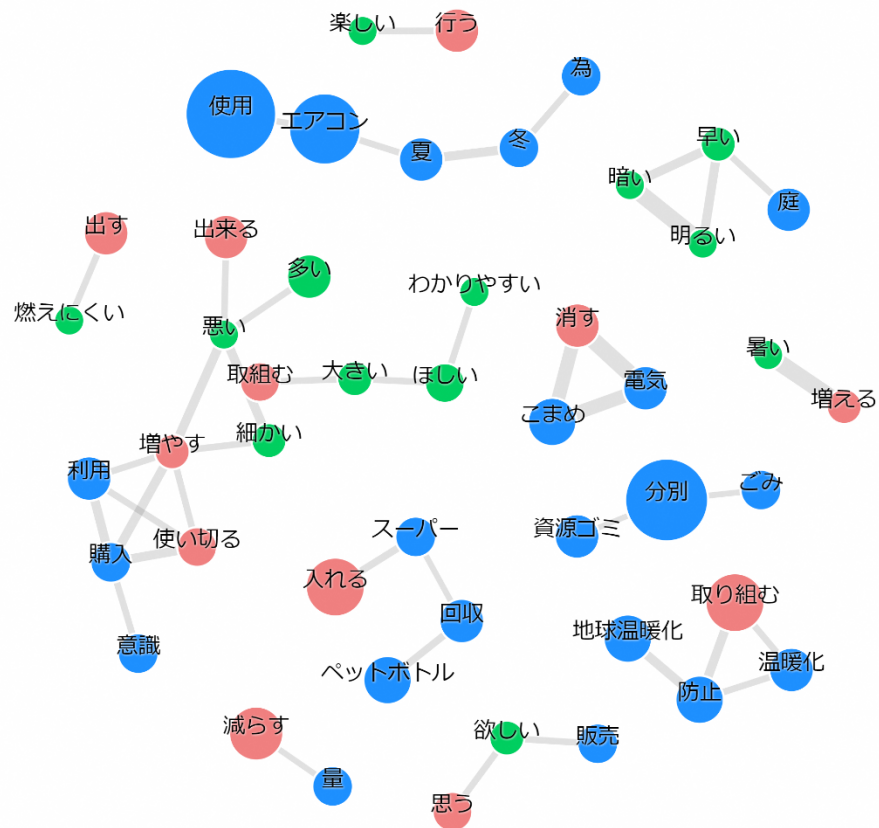 楽しい
行う
使用
エアコン
夏
冬
為
早い
暗い
明るい
庭
出す
燃えにくい
出来る
多い
悪い
取組む
大きい
ほしい
わかりやすい
細かい
増やす
利用
購入
使い切る
意識
消す
電気
こまめ
暑い
増える
分別
ごみ
資源ゴミ
スーパー
入れる
回収
ペットボトル
取り組む
地球温暖化
温暖化
防止
減らす
量
欲しい
販売
思う